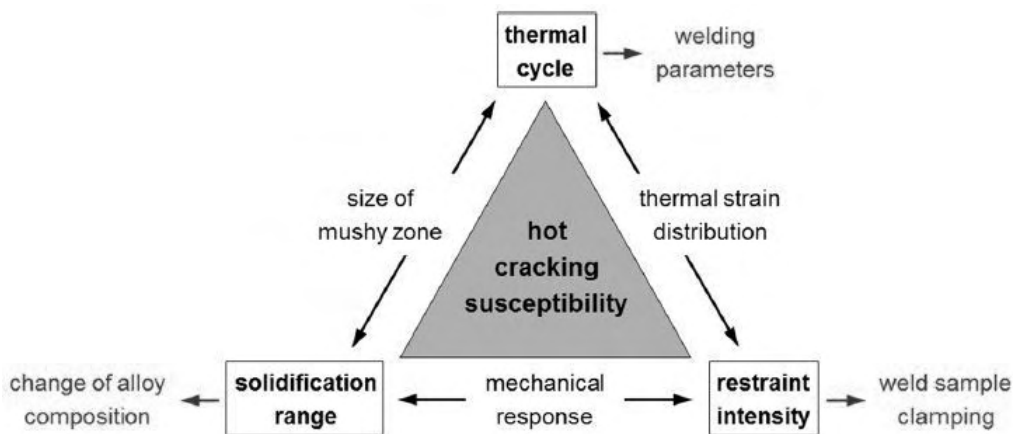 thermal
cycle
welding
parameters
size of
mushy zone
thermal strain
distribution
hot
cracking
susceptibility
change of alloy
composition
solidification
range
mechanical
response
restraint
intensity
weld sample
clamping